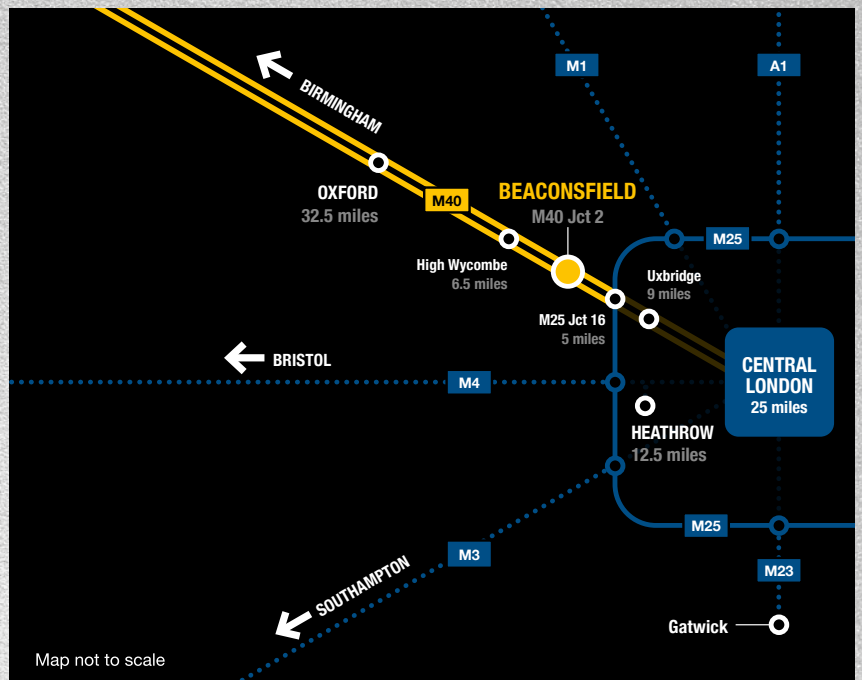 M1
A1
BIRMINGHAM
OXFORD
32.5 miles
M40
BEACONSFIELD
M40 Jct 2
M25
High Wycombe
6.5 miles
Uxbridge
9 miles
M25 Jct 16
5 miles
BRISTOL
M4
CENTRAL
LONDON
25 miles
HEATHROW
12.5 miles
M25
M3
SOUTHAMPTON
M23
Gatwick
Map not to scale